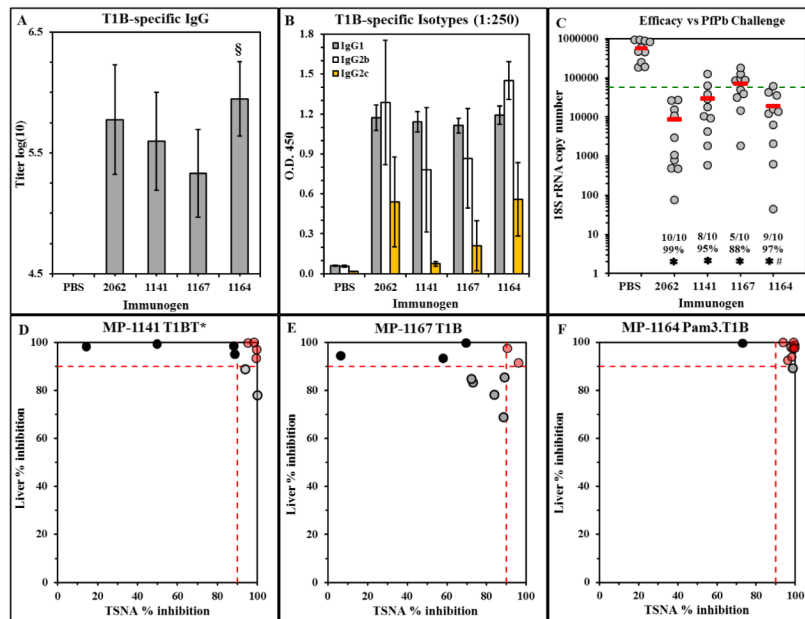 A
T1B-specific IgG
6.5
§
5.5
4.5
Titer log(10)
PBS 2062 1141 1167 1164
Immunogen
B
T1B-specific Isotypes (1:250)
IgG1
IgG2b
IgG2c
1.8
1.5
1.2
0.9
0.6
0.3
0.0
O.D. 450
PBS 2062 1141 1167 1164
Immunogen
C
Efficacy vs PfPb Challenge
1000000
100000
10000
1000
100
10
1
18S rRNA copy number
10/10 8/10 5/10 9/10
99% 95% 88% 97%
* * * * #
PBS 2062 1141 1167 1164
Immunogen
D
MP-1141 T1BT*
100
80
60
40
20
0
Liver % inhibition
0 20 40 60 80 100
TSNA % inhibition
E
MP-1167 T1B
100
80
60
40
20
0
Liver % inhibition
0 20 40 60 80 100
TSNA % inhibition
F
MP-1164 Pam3.T1B
100
80
60
40
20
0
Liver % inhibition
0 20 40 60 80 100
TSNA % inhibition